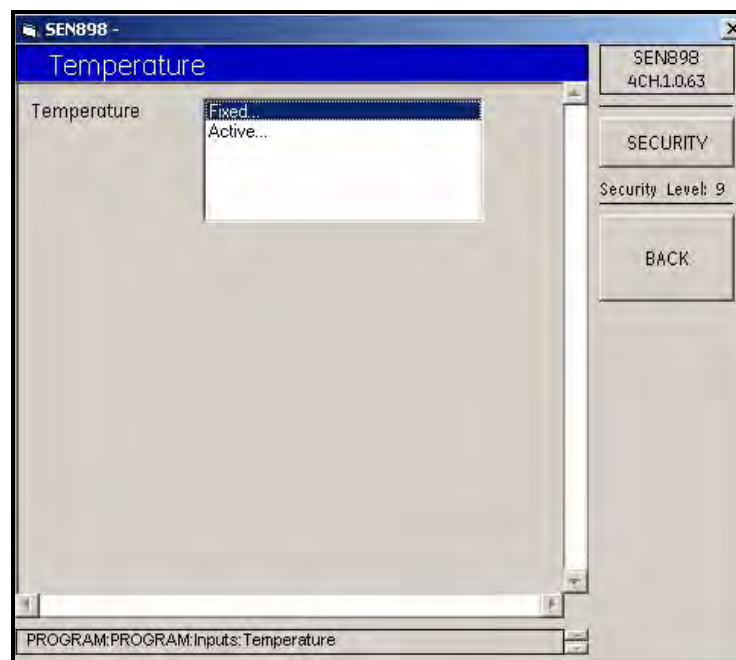 SEN898 -
Temperature
SEN898
4CH.1.0.63
Temperature
Fixed...
Active...
SECURITY
Security Level: 9
BACK
PROGRAM:PROGRAM:Inputs:Temperature